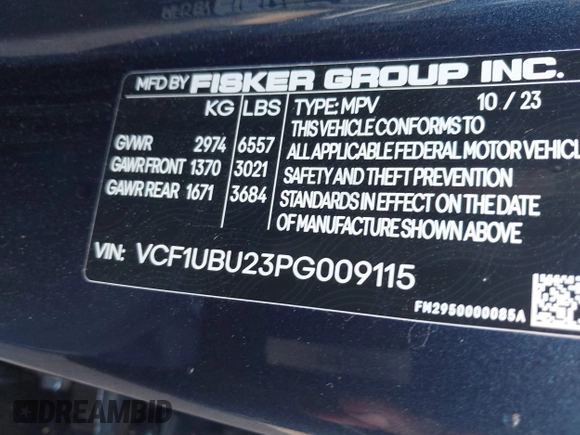 MFD BY FISKER GROUP INC.
KG LBS TYPE: MPV 10 / 23
GVWR 2974 6557 THIS VEHICLE CONFORMS TO
GAWR FRONT 1370 3021 ALL APPLICABLE FEDERAL MOTOR VEHICL
GAWR REAR 1671 3684 SAFETY AND THEFT PREVENTION
STANDARDS IN EFFECT ON THE DATE
OF MANUFACTURE SHOWN ABOVE
VIN: VCF1UBU23PG009115
FM2950000085A
DREAMBID